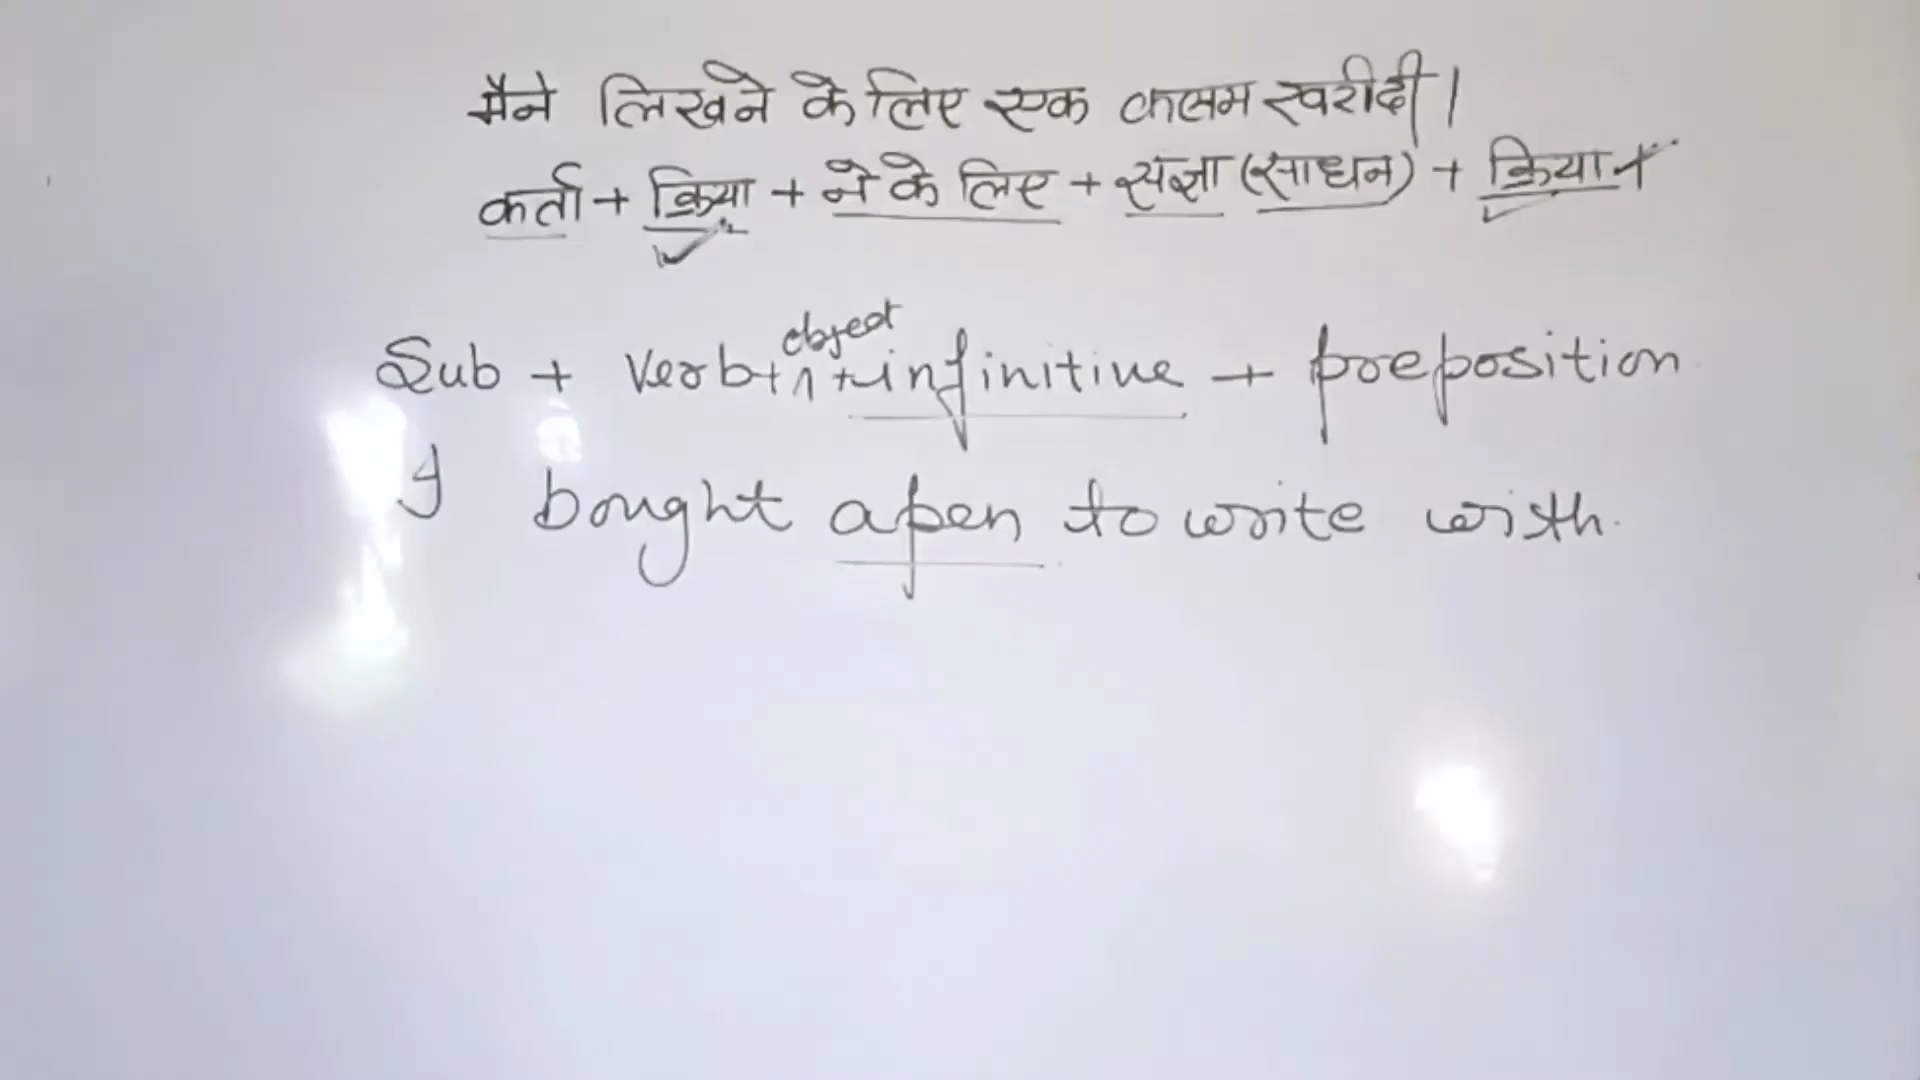 मैने लिखने के लिए एक कलम खरीदी।
कर्ता + क्रिया + ने के लिए + संज्ञा (साधन) + क्रिया +
Sub + verb + object + infinitive + preposition
I bought a pen to write with.